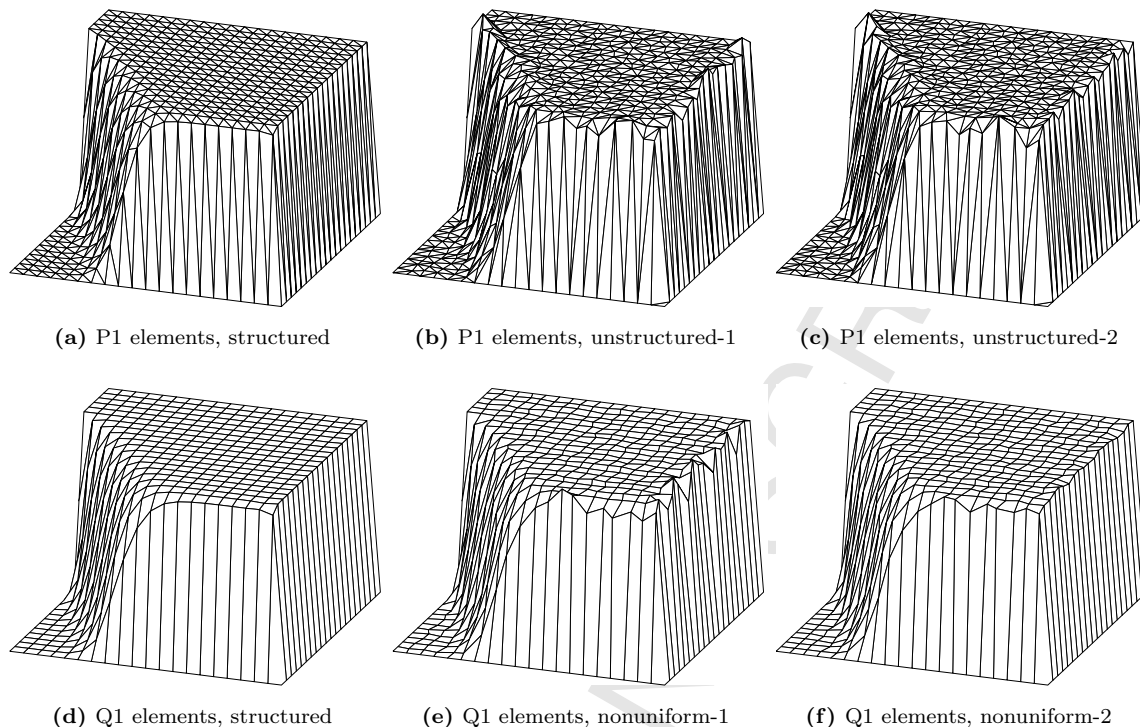 (a) P1 elements, structured
(b) P1 elements, unstructured-1
(c) P1 elements, unstructured-2
(d) Q1 elements, structured
(e) Q1 elements, nonuniform-1
(f) Q1 elements, nonuniform-2